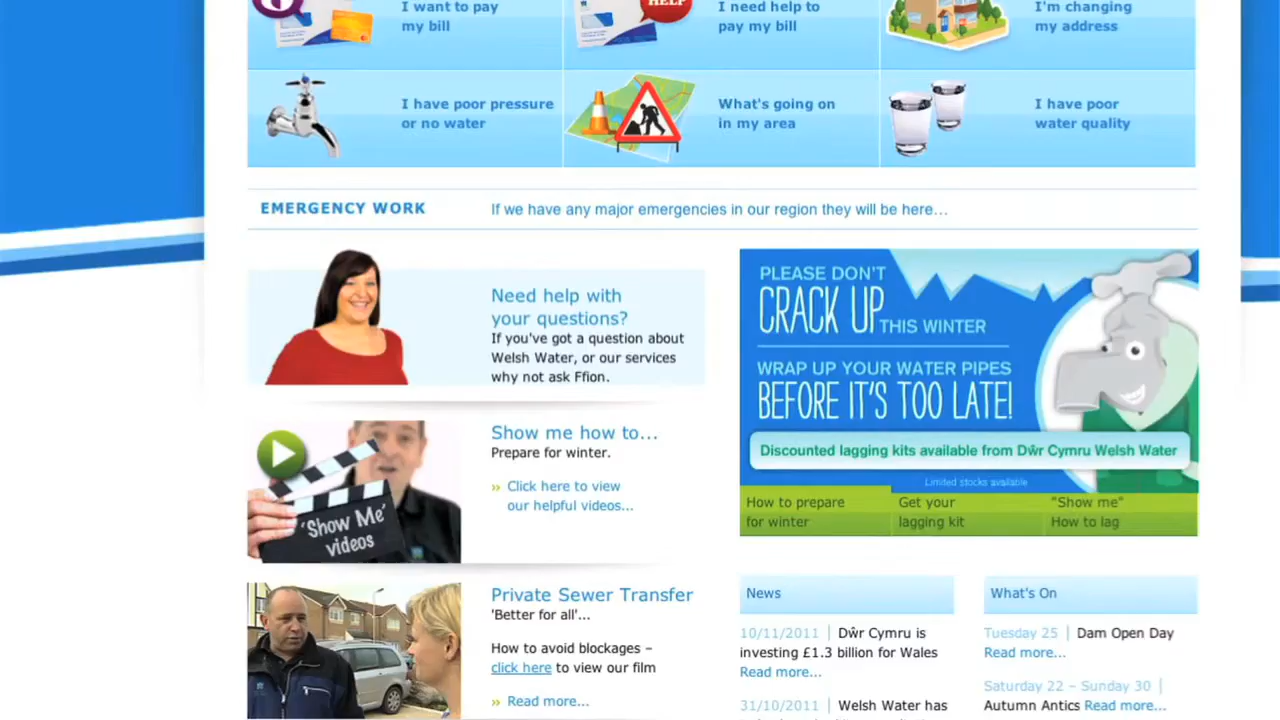 HELP
I want to pay
my bill
I need help to
pay my bill
I'm changing
my address
I have poor pressure
or no water
What's going on
in my area
I have poor
water quality
EMERGENCY WORK
If we have any major emergencies in our region they will be here...
Need help with
your questions?
If you've got a question about
Welsh Water, or our services
why not ask Ffion.
PLEASE DON'T
CRACK UP THIS WINTER
WRAP UP YOUR WATER PIPES
BEFORE IT'S TOO LATE!
Discounted lagging kits available from Dŵr Cymru Welsh Water
Limited stocks available
How to prepare
for winter
Get your
lagging kit
"Show me"
How to lag
Show me how to...
Prepare for winter.
» Click here to view
our helpful videos...
'Show Me'
videos
Private Sewer Transfer
'Better for all'...
How to avoid blockages –
click here to view our film
» Read more...
News
10/11/2011 | Dŵr Cymru is
investing £1.3 billion for Wales
Read more...
31/10/2011 | Welsh Water has
What's On
Tuesday 25 | Dam Open Day
Read more...
Saturday 22 – Sunday 30 |
Autumn Antics Read more...